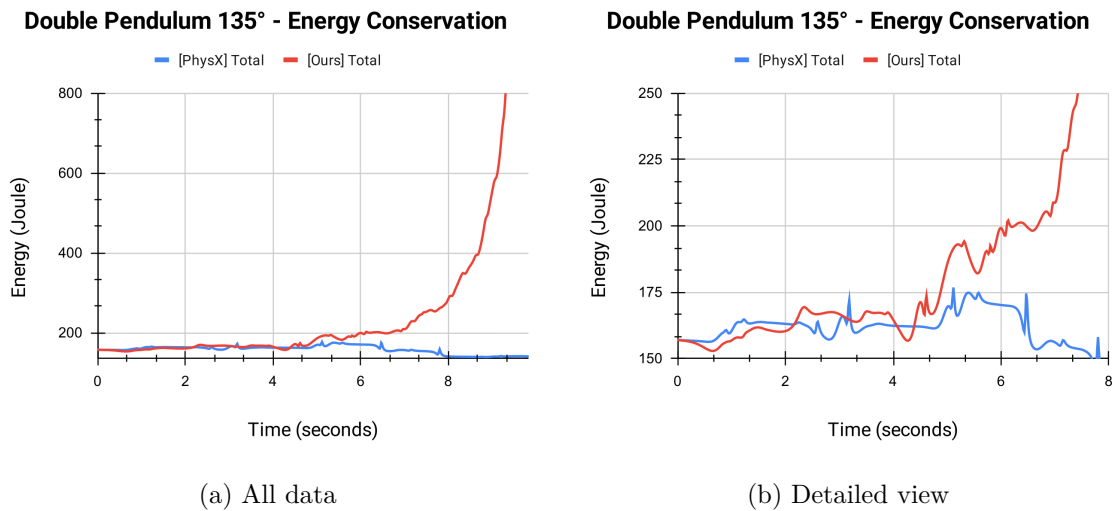 Double Pendulum 135° - Energy Conservation
[PhysX] Total [Ours] Total
Energy (Joule)
800
600
400
200
0 2 4 6 8
Time (seconds)
(a) All data
Double Pendulum 135° - Energy Conservation
[PhysX] Total [Ours] Total
Energy (Joule)
250
225
200
175
150
0 2 4 6 8
Time (seconds)
(b) Detailed view